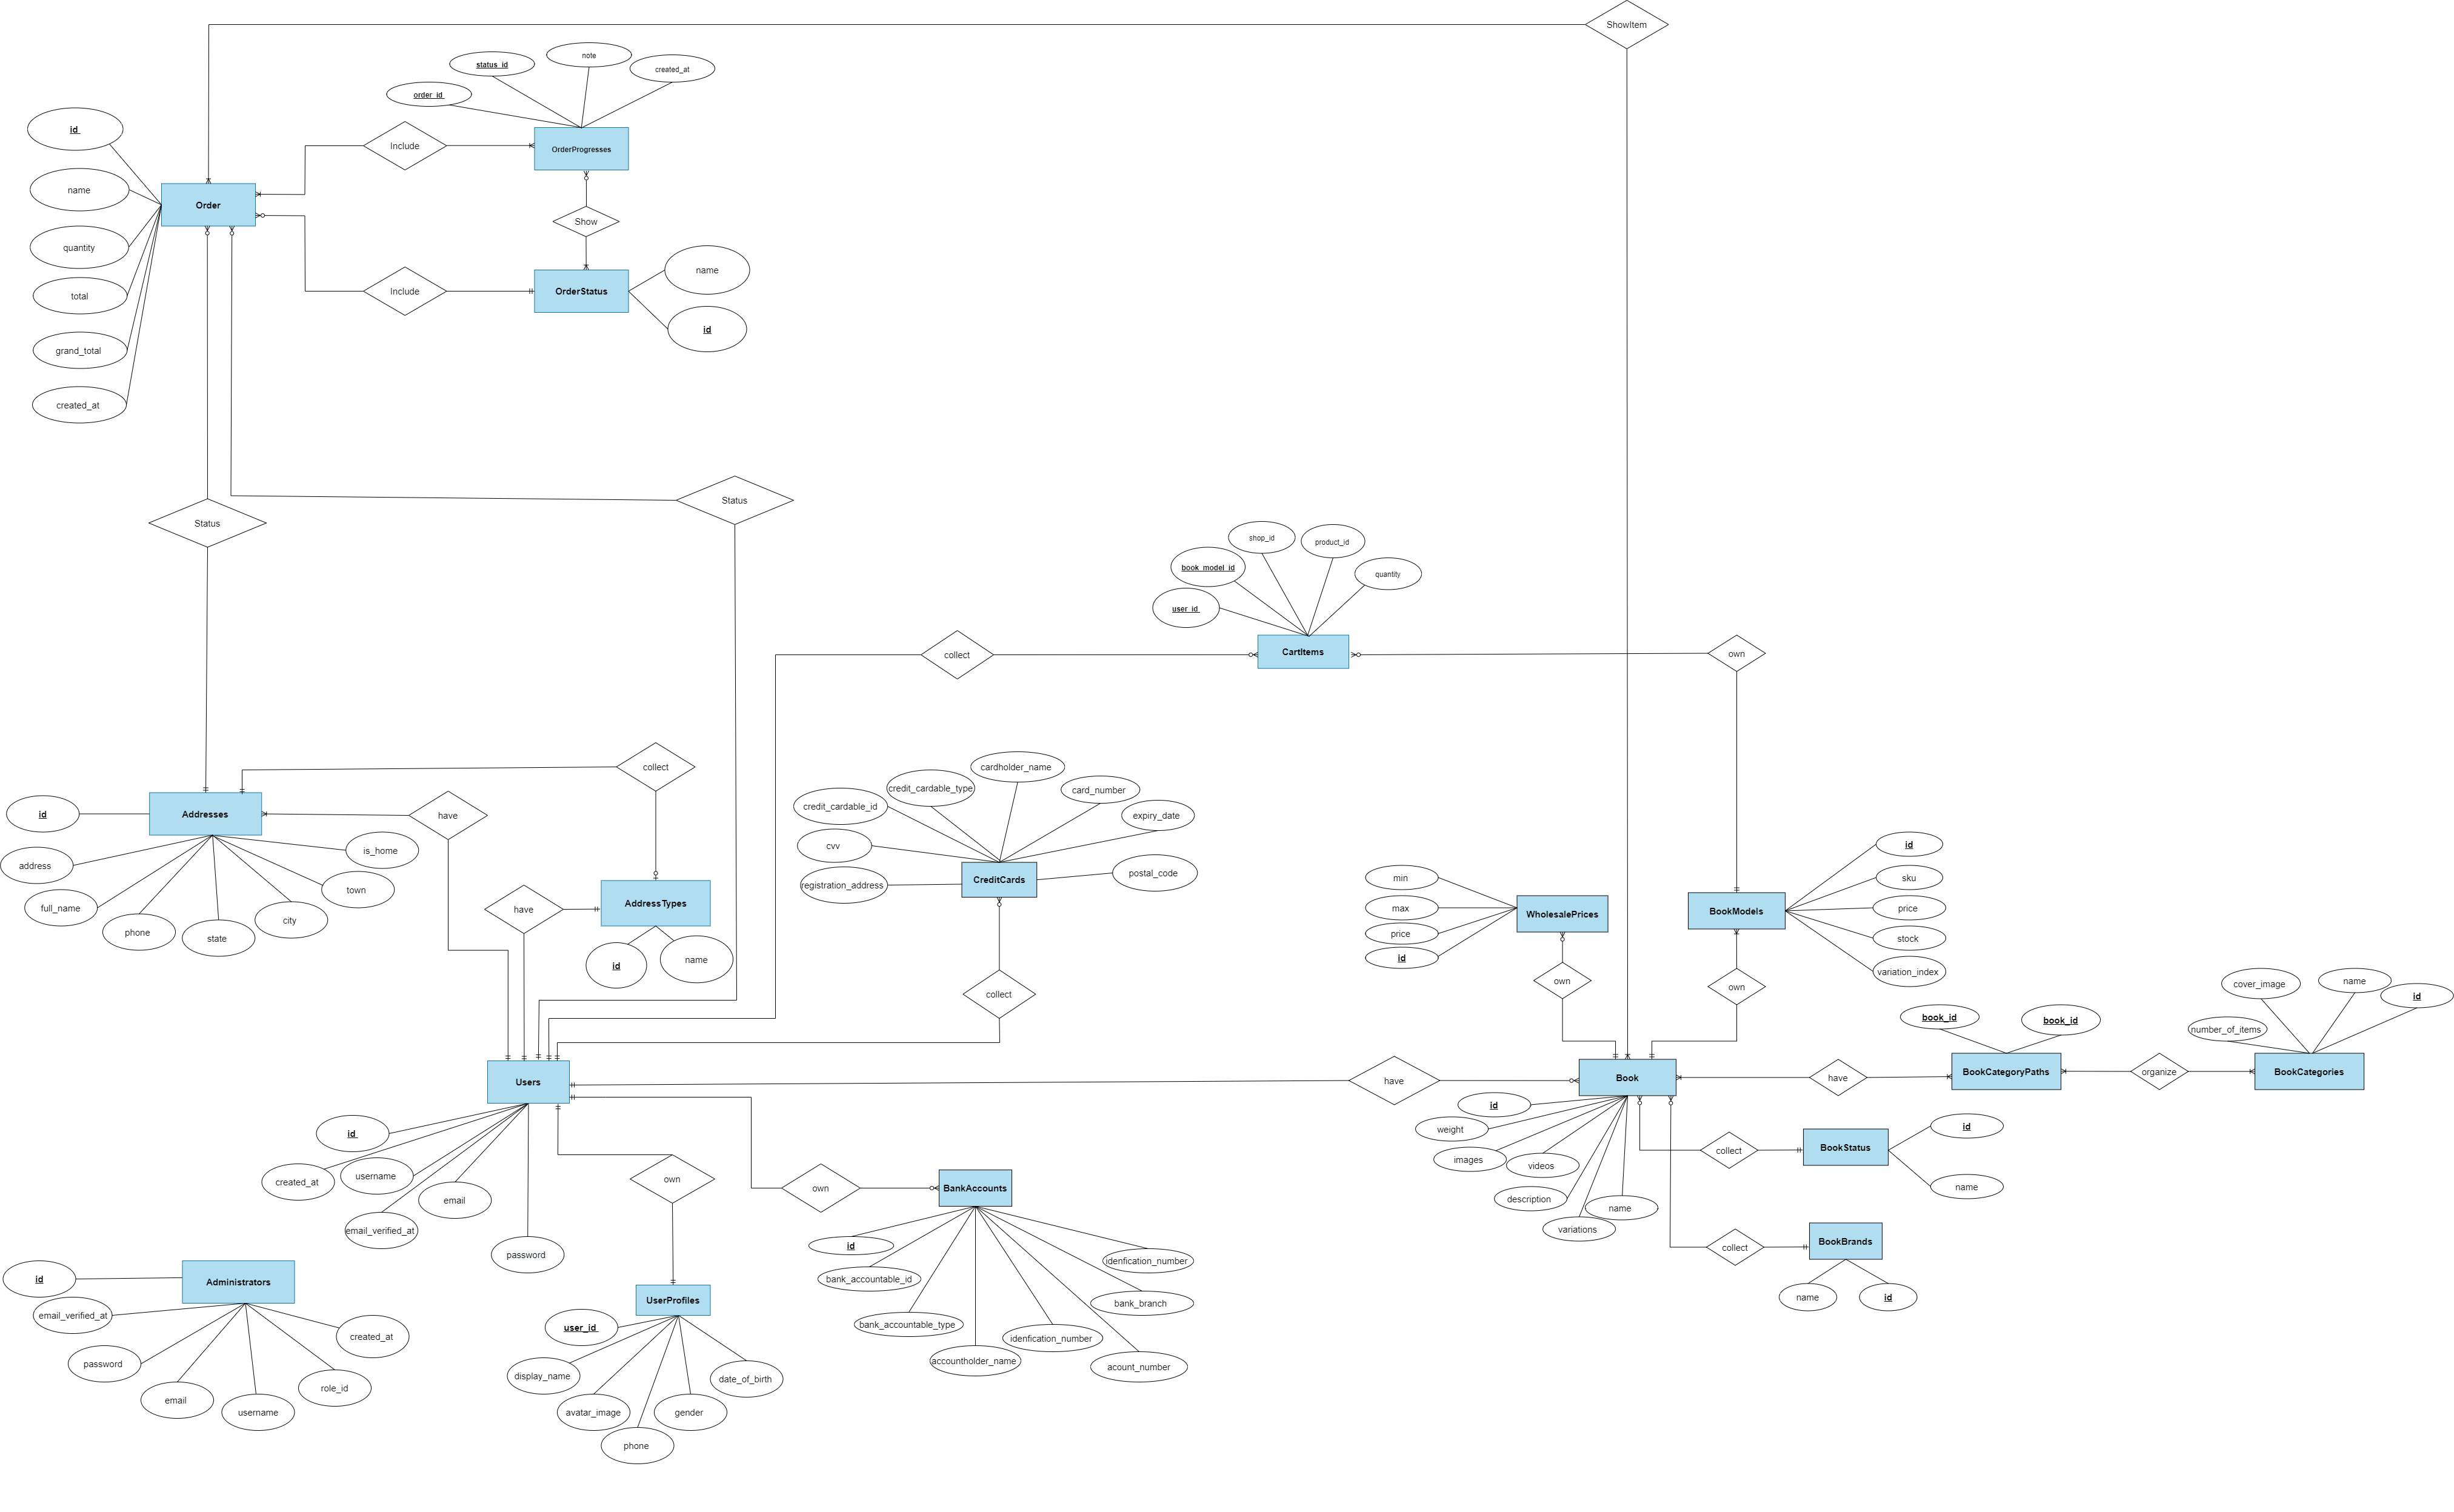 ShowItem
note
status_id
created_at
order_id
id
Include
OrderProgresses
name
Order
Show
quantity
name
total
Include
OrderStatus
id
grand_total
created_at
Status
Status
shop_id
product_id
book_model_id
quantity
user_id
collect
CartItems
own
collect
cardholder_name
credit_cardable_type
card_number
credit_cardable_id
expiry_date
id
Addresses
have
cvv
id
is_home
address
registration_address
CreditCards
postal_code
min
sku
town
full_name
have
AddressTypes
max
WholesalePrices
BookModels
price
phone
state
city
price
stock
id
name
id
variation_index
collect
own
own
cover_image
name
id
book_id
book_id
number_of_items
Users
have
Book
have
BookCategoryPaths
organize
BookCategories
id
id
id
weight
created_at
username
own
images
videos
collect
BookStatus
email
own
BankAccounts
description
name
name
email_verified_at
variations
password
id
idenfication_number
collect
BookBrands
id
Administrators
bank_accountable_id
email_verified_at
UserProfiles
bank_branch
name
id
created_at
user_id
bank_accountable_type
idenfication_number
password
display_name
accountholder_name
acount_number
role_id
date_of_birth
email
username
avatar_image
gender
phone